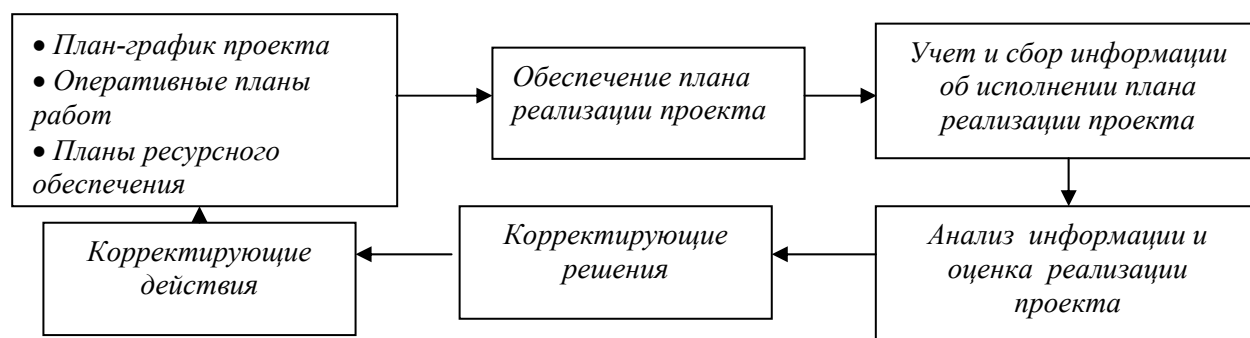 • План-график проекта
• Оперативные планы
работ
• Планы ресурсного
обеспечения
Обеспечение плана
реализации проекта
Учет и сбор информации
об исполнении плана
реализации проекта
Корректирующие
действия
Корректирующие
решения
Анализ информации и
оценка реализации
проекта